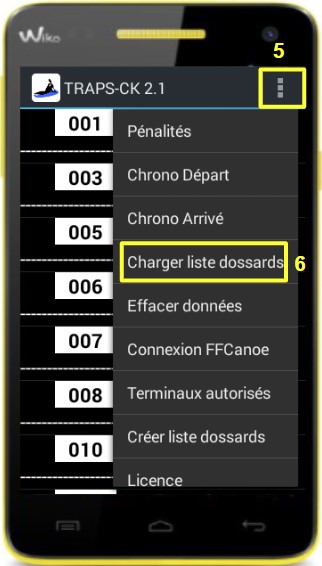 Wiko
5
TRAPS-CK 2.1
001
Pénalités
003
Chrono Départ
Chrono Arrivé
005
Charger liste dossards
6
006
Effacer données
007
Connexion FFCanoe
008
Terminaux autorisés
Créer liste dossards
010
Licence